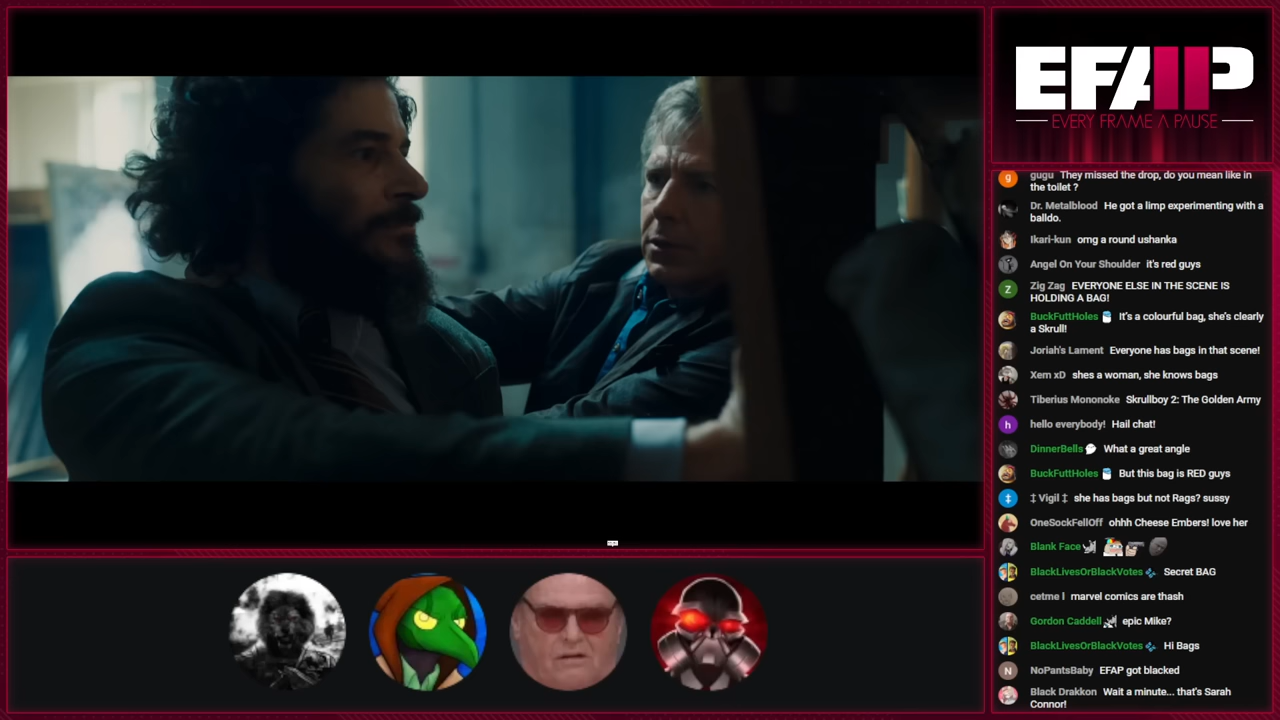 EFAP
EVERY FRAME A PAUSE
g
gugu They missed the drop, do you mean like in
the toilet ?
Dr. Metalblood He got a limp experimenting with a
balldo.
Ikari-kun omg a round ushanka
Angel On Your Shoulder it's red guys
Z
Zig Zag EVERYONE ELSE IN THE SCENE IS
HOLDING A BAG!
BuckFuttHoles It's a colourful bag, she's clearly
a Skrull!
Joriah's Lament Everyone has bags in that scene!
Xem xD shes a woman, she knows bags
Tiberius Mononoke Skrullboy 2: The Golden Army
h
hello everybody! Hail chat!
DinnerBells What a great angle
BuckFuttHoles But this bag is RED guys
‡
‡ Vigil ‡ she has bags but not Rags? sussy
OneSockFellOff ohhh Cheese Embers! love her
Blank Face
BlackLivesOrBlackVotes Secret BAG
cetme l marvel comics are thash
Gordon Caddell epic Mike?
BlackLivesOrBlackVotes Hi Bags
N
NoPantsBaby EFAP got blacked
Black Drakkon Wait a minute... that's Sarah
Connor!